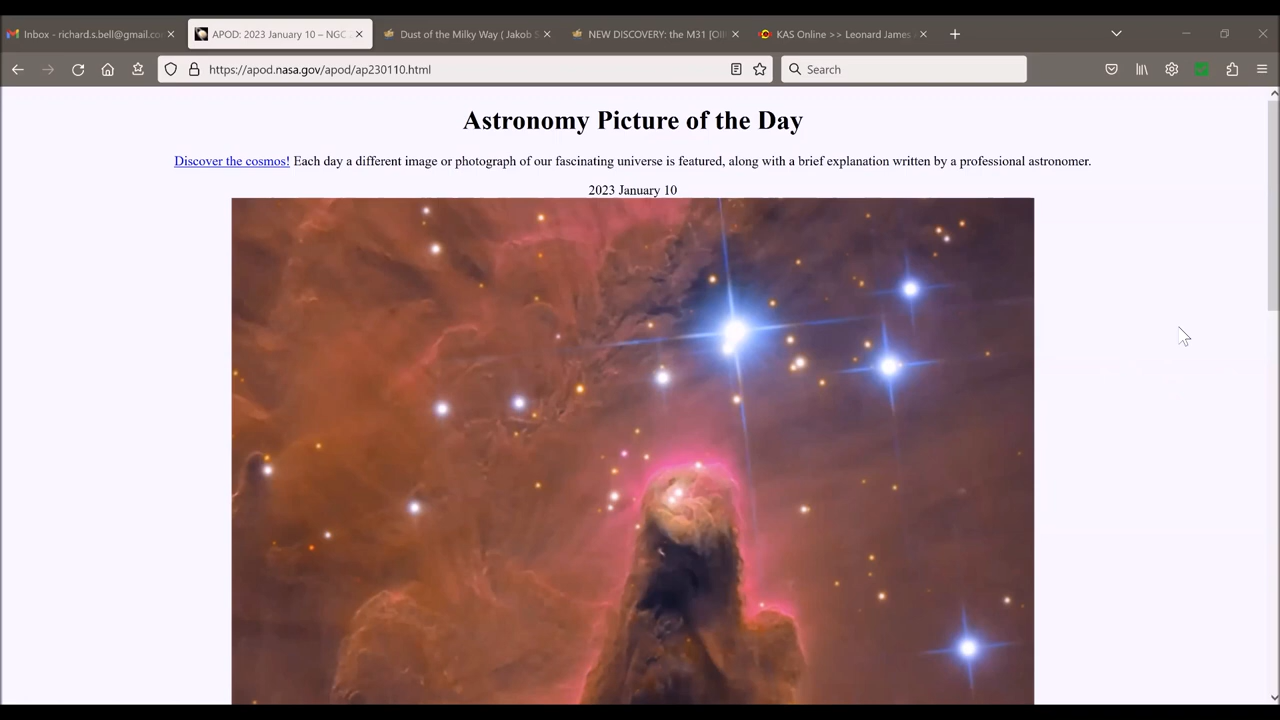 Inbox - richard.s.bell@gmail.co
APOD: 2023 January 10 – NGC
Dust of the Milky Way ( Jakob S
NEW DISCOVERY: the M31 [OIII
KAS Online >> Leonard James
https://apod.nasa.gov/apod/ap230110.html
Search
Astronomy Picture of the Day
Discover the cosmos! Each day a different image or photograph of our fascinating universe is featured, along with a brief explanation written by a professional astronomer.
2023 January 10